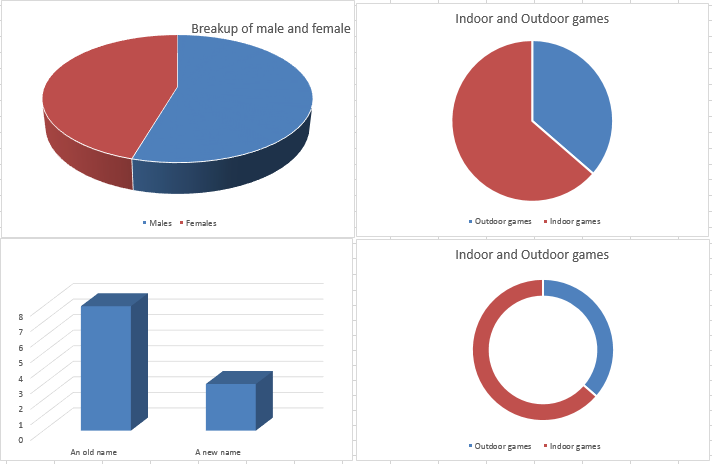 Breakup of male and female
Males Females
Indoor and Outdoor games
Outdoor games Indoor games
8
7
6
5
4
3
2
1
0
An old name A new name
Indoor and Outdoor games
Outdoor games Indoor games